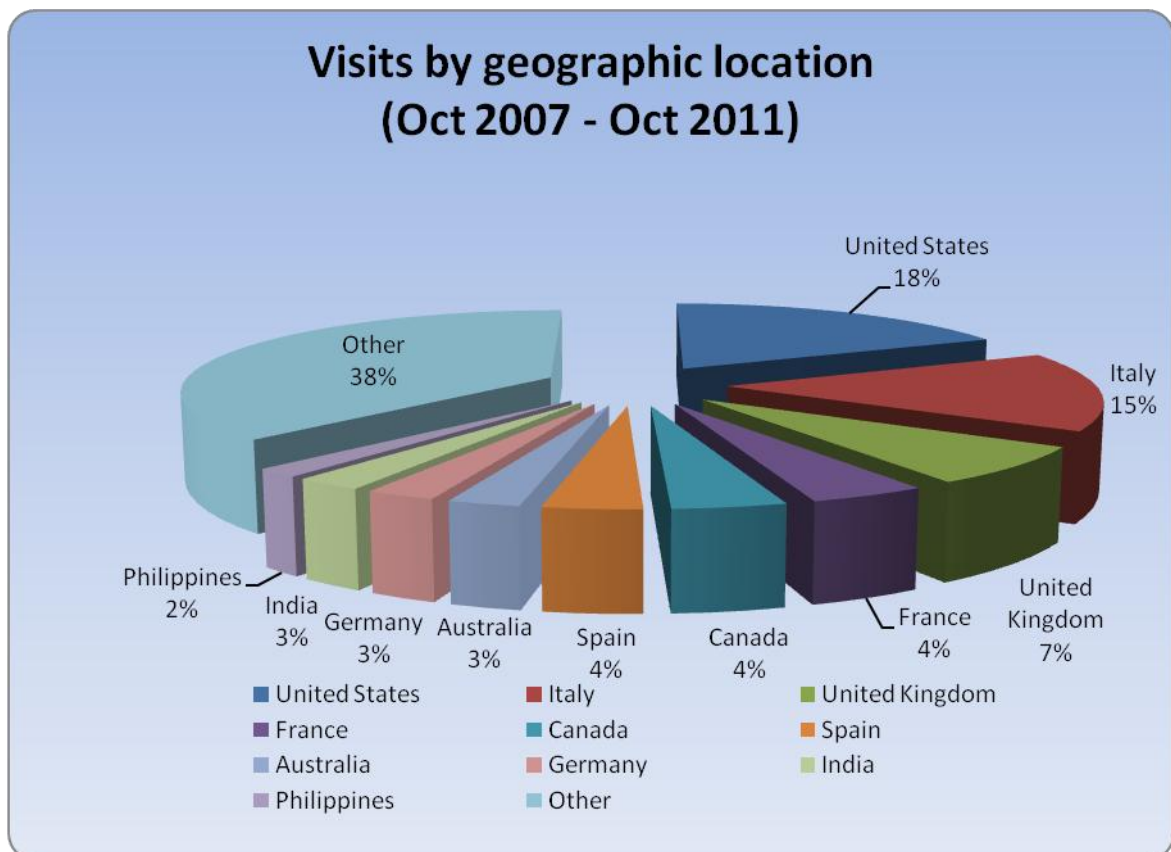 Visits by geographic location
(Oct 2007 - Oct 2011)
United States
18%
Italy
15%
United
Kingdom
7%
France
4%
Canada
4%
Spain
4%
Australia
3%
Germany
3%
India
3%
Philippines
2%
Other
38%
United States
Italy
United Kingdom
France
Canada
Spain
Australia
Germany
India
Philippines
Other